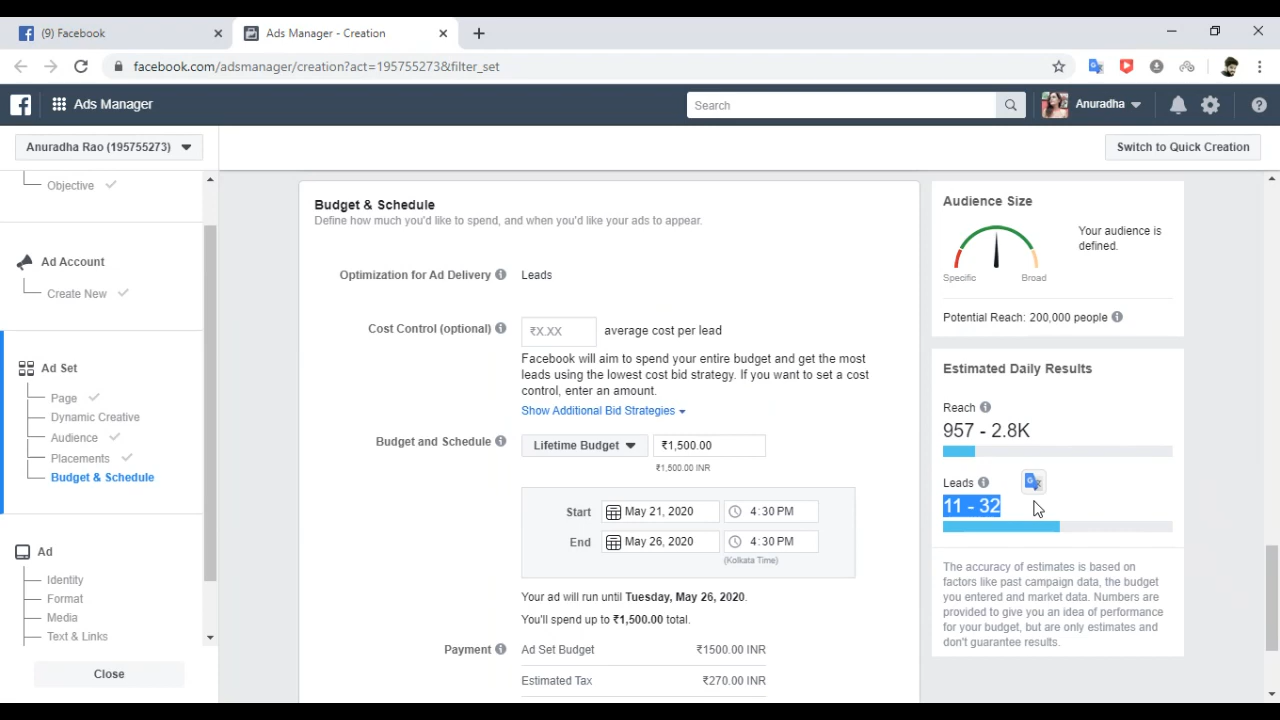 (9) Facebook
Ads Manager - Creation
facebook.com/adsmanager/creation?act=195755273&filter_set
Ads Manager
Search
Anuradha
Anuradha Rao (195755273)
Switch to Quick Creation
Objective
Ad Account
Create New
Ad Set
Page
Dynamic Creative
Audience
Placements
Budget & Schedule
Ad
Identity
Format
Media
Text & Links
Close
Budget & Schedule
Define how much you'd like to spend, and when you'd like your ads to appear.
Optimization for Ad Delivery Leads
Cost Control (optional) ₹X.XX average cost per lead
Facebook will aim to spend your entire budget and get the most
leads using the lowest cost bid strategy. If you want to set a cost
control, enter an amount.
Show Additional Bid Strategies
Budget and Schedule Lifetime Budget ₹1,500.00
₹1,500.00 INR
Start May 21, 2020 4:30 PM
End May 26, 2020 4:30 PM
(Kolkata Time)
Your ad will run until Tuesday, May 26, 2020.
You'll spend up to ₹1,500.00 total.
Payment Ad Set Budget ₹1500.00 INR
Estimated Tax ₹270.00 INR
Audience Size
Your audience is
defined.
Specific Broad
Potential Reach: 200,000 people
Estimated Daily Results
Reach
957 - 2.8K
Leads
11 - 32
The accuracy of estimates is based on
factors like past campaign data, the budget
you entered and market data. Numbers are
provided to give you an idea of performance
for your budget, but are only estimates and
don't guarantee results.